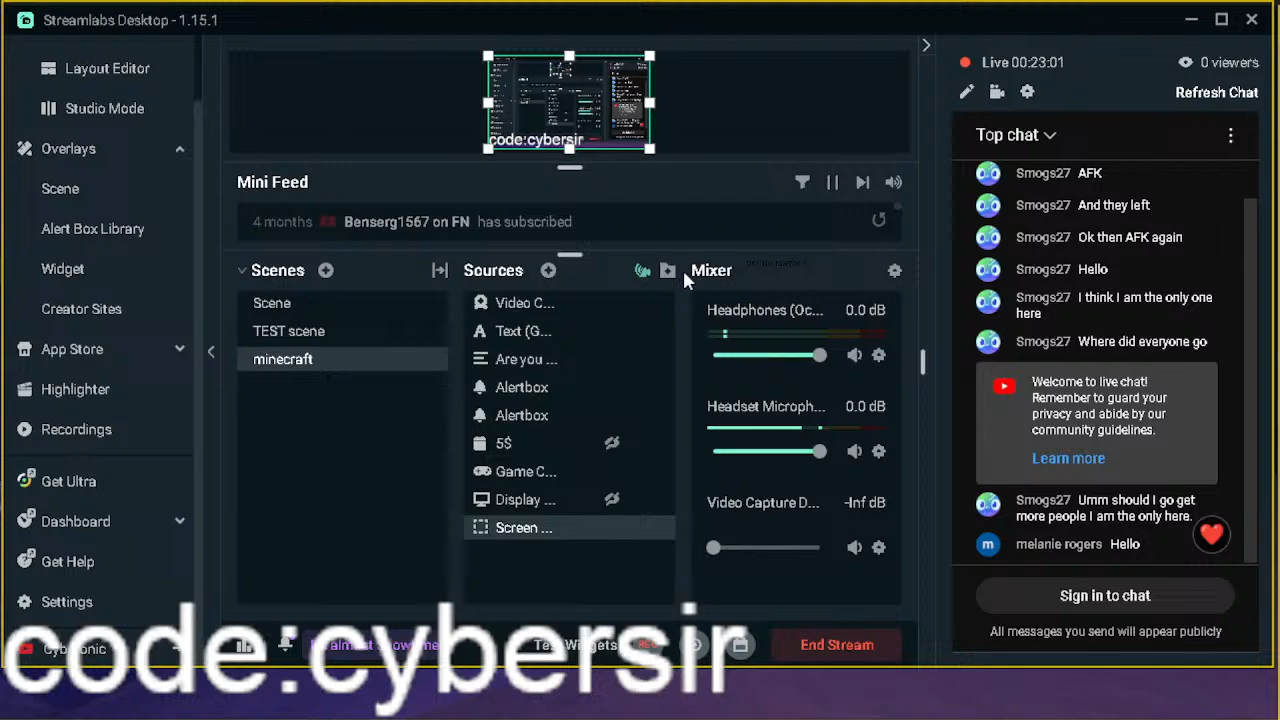 Streamlabs Desktop - 1.15.1
Layout Editor
Studio Mode
Overlays
Scene
Alert Box Library
Widget
Creator Sites
App Store
Highlighter
Recordings
Get Ultra
Dashboard
Get Help
Settings
code:cybersir
Mini Feed
4 months Benserg1567 on FN has subscribed
Scenes
Scene
TEST scene
minecraft
Sources
Video C...
Text (G...
Are you ...
Alertbox
Alertbox
5$
Game C...
Display ...
Screen ...
Mixer
Headphones (Oc... 0.0 dB
Headset Microph... 0.0 dB
Video Capture D... -Inf dB
End Stream
Live 00:23:01
0 viewers
Refresh Chat
Top chat
Smogs27 AFK
Smogs27 And they left
Smogs27 Ok then AFK again
Smogs27 Hello
Smogs27 I think I am the only one
here
Smogs27 Where did everyone go
Welcome to live chat!
Remember to guard your
privacy and abide by our
community guidelines.
Learn more
Smogs27 Umm should I go get
more people I am the only here.
m
melanie rogers Hello
Sign in to chat
All messages you send will appear publicly
code:cybersir